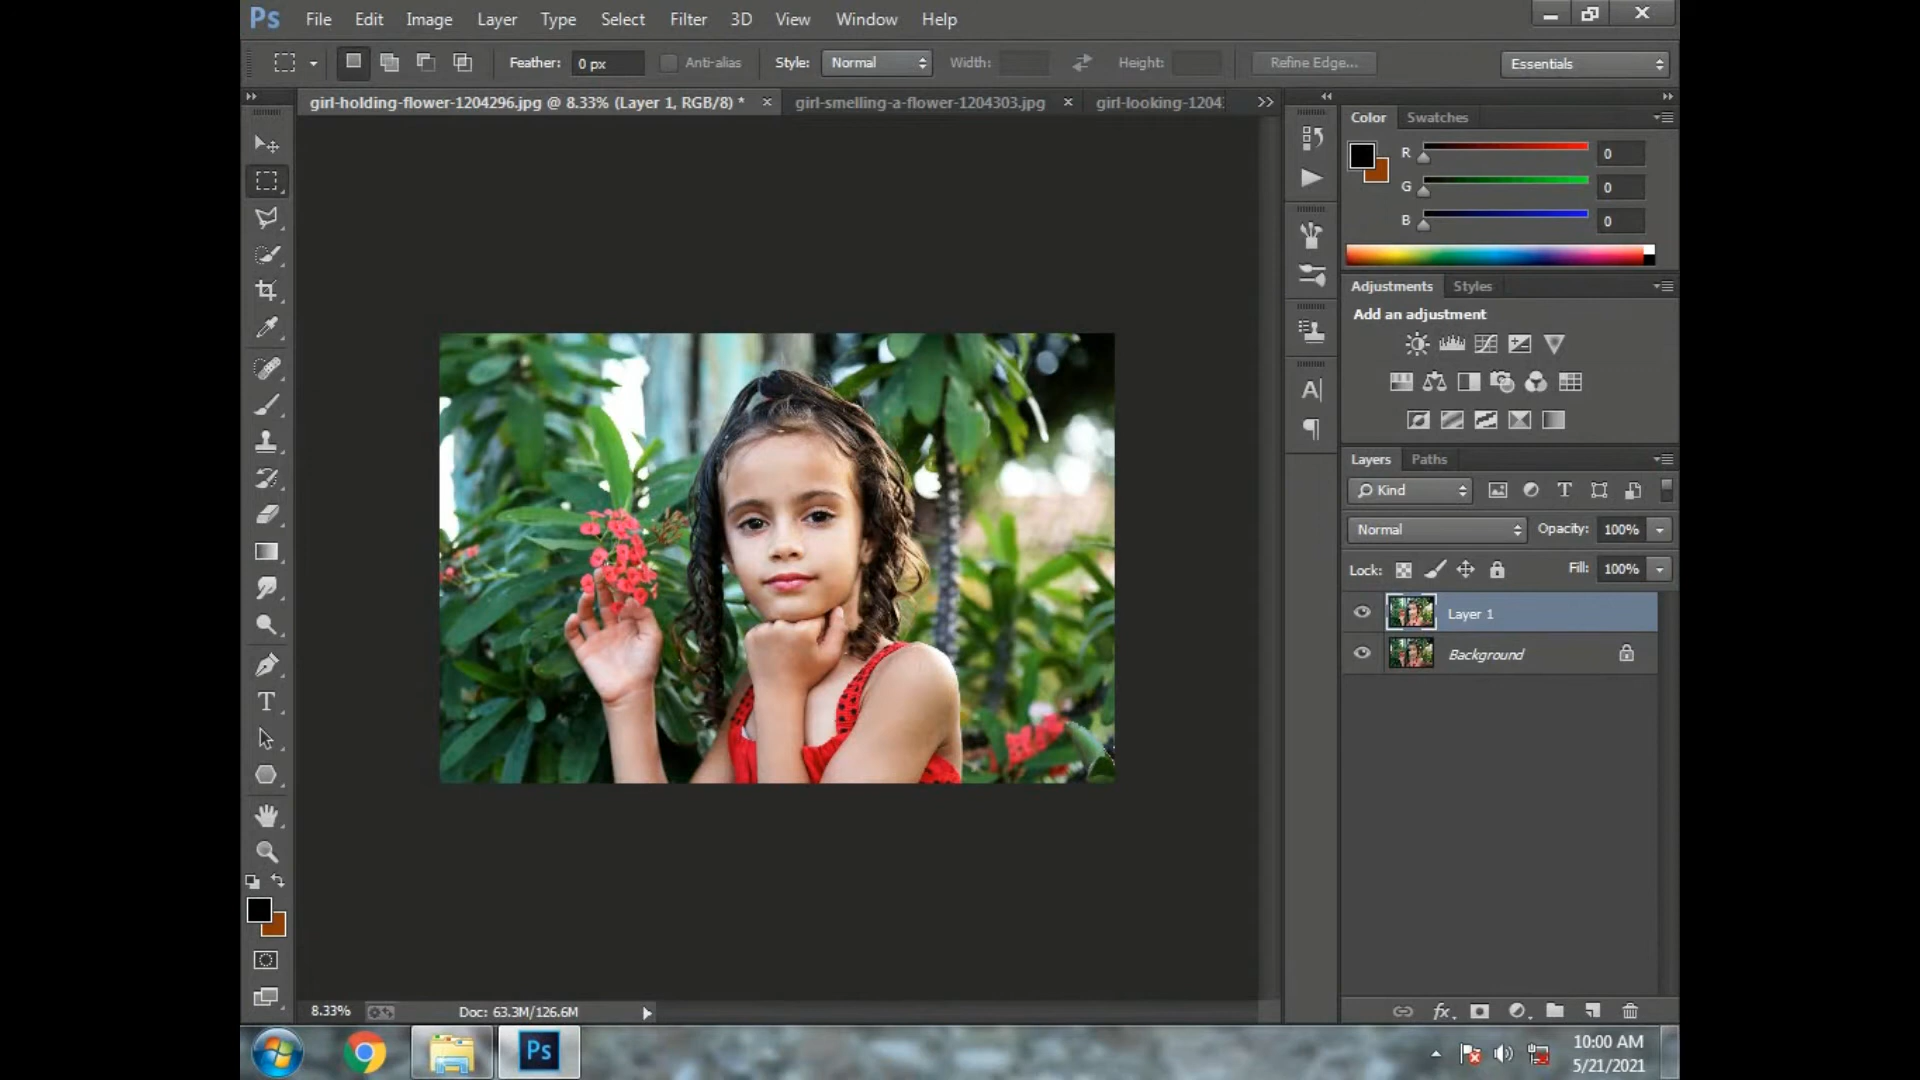 Ps File Edit Image Layer Type Select Filter 3D View Window Help
Feather: 0 px Anti-alias Style: Normal Width: Height: Refine Edge... Essentials
girl-holding-flower-1204296.jpg @ 8.33% (Layer 1, RGB/8) * × girl-smelling-a-flower-1204303.jpg × girl-looking-1204 >>
Color Swatches
R 0
G 0
B 0
Adjustments Styles
Add an adjustment
Layers Paths
Kind
Normal Opacity: 100%
Lock: Fill: 100%
Layer 1
Background
8.33% Doc: 63.3M/126.6M
Ps
10:00 AM
5/21/2021